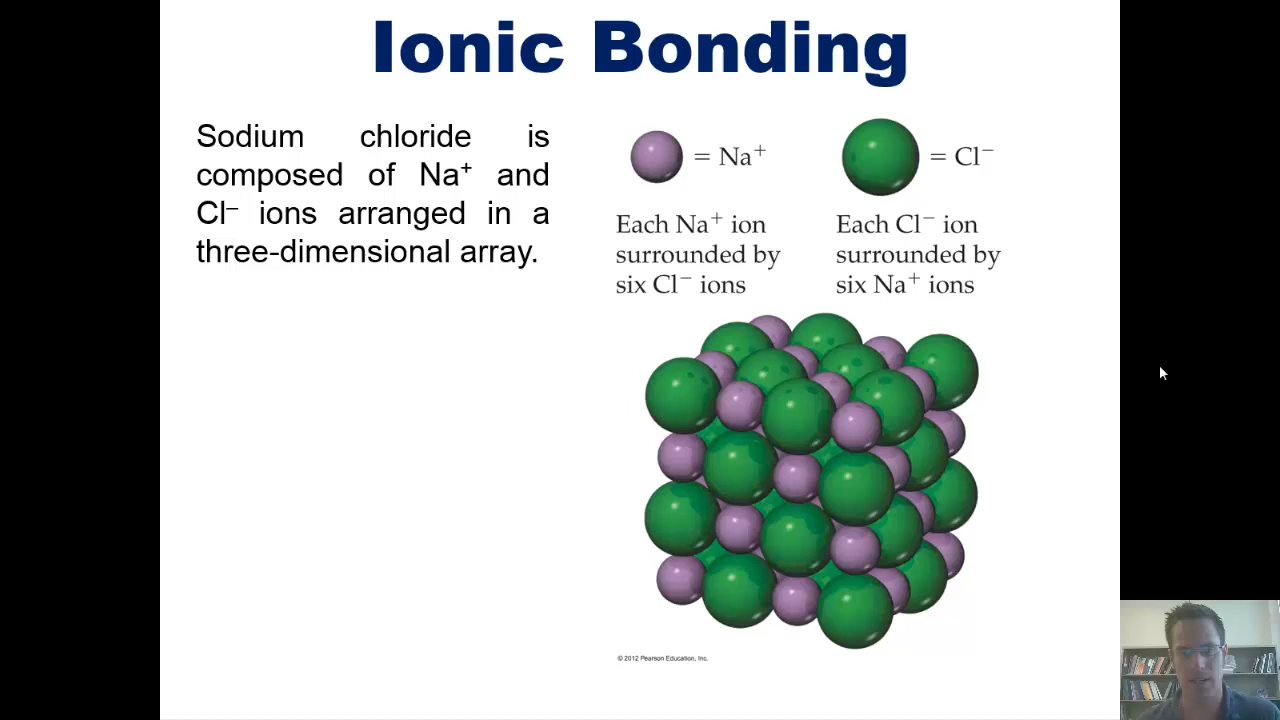 Ionic Bonding
Sodium chloride is
composed of Na⁺ and
Cl⁻ ions arranged in a
three-dimensional array.
= Na⁺
= Cl⁻
Each Na⁺ ion
surrounded by
six Cl⁻ ions
Each Cl⁻ ion
surrounded by
six Na⁺ ions
© 2012 Pearson Education, Inc.